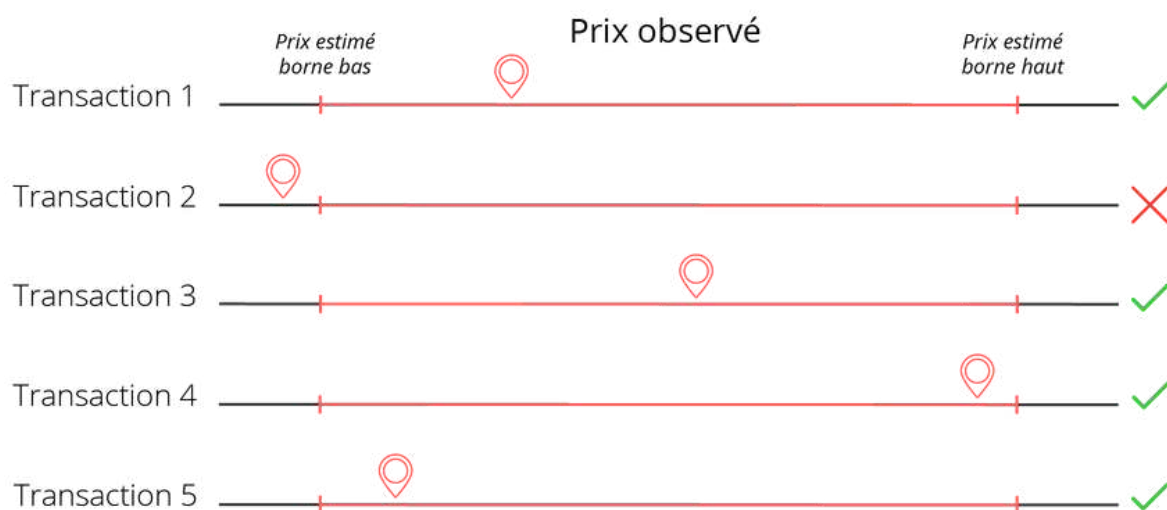 Prix observé
Prix estimé
borne bas
Prix estimé
borne haut
Transaction 1
Transaction 2
Transaction 3
Transaction 4
Transaction 5